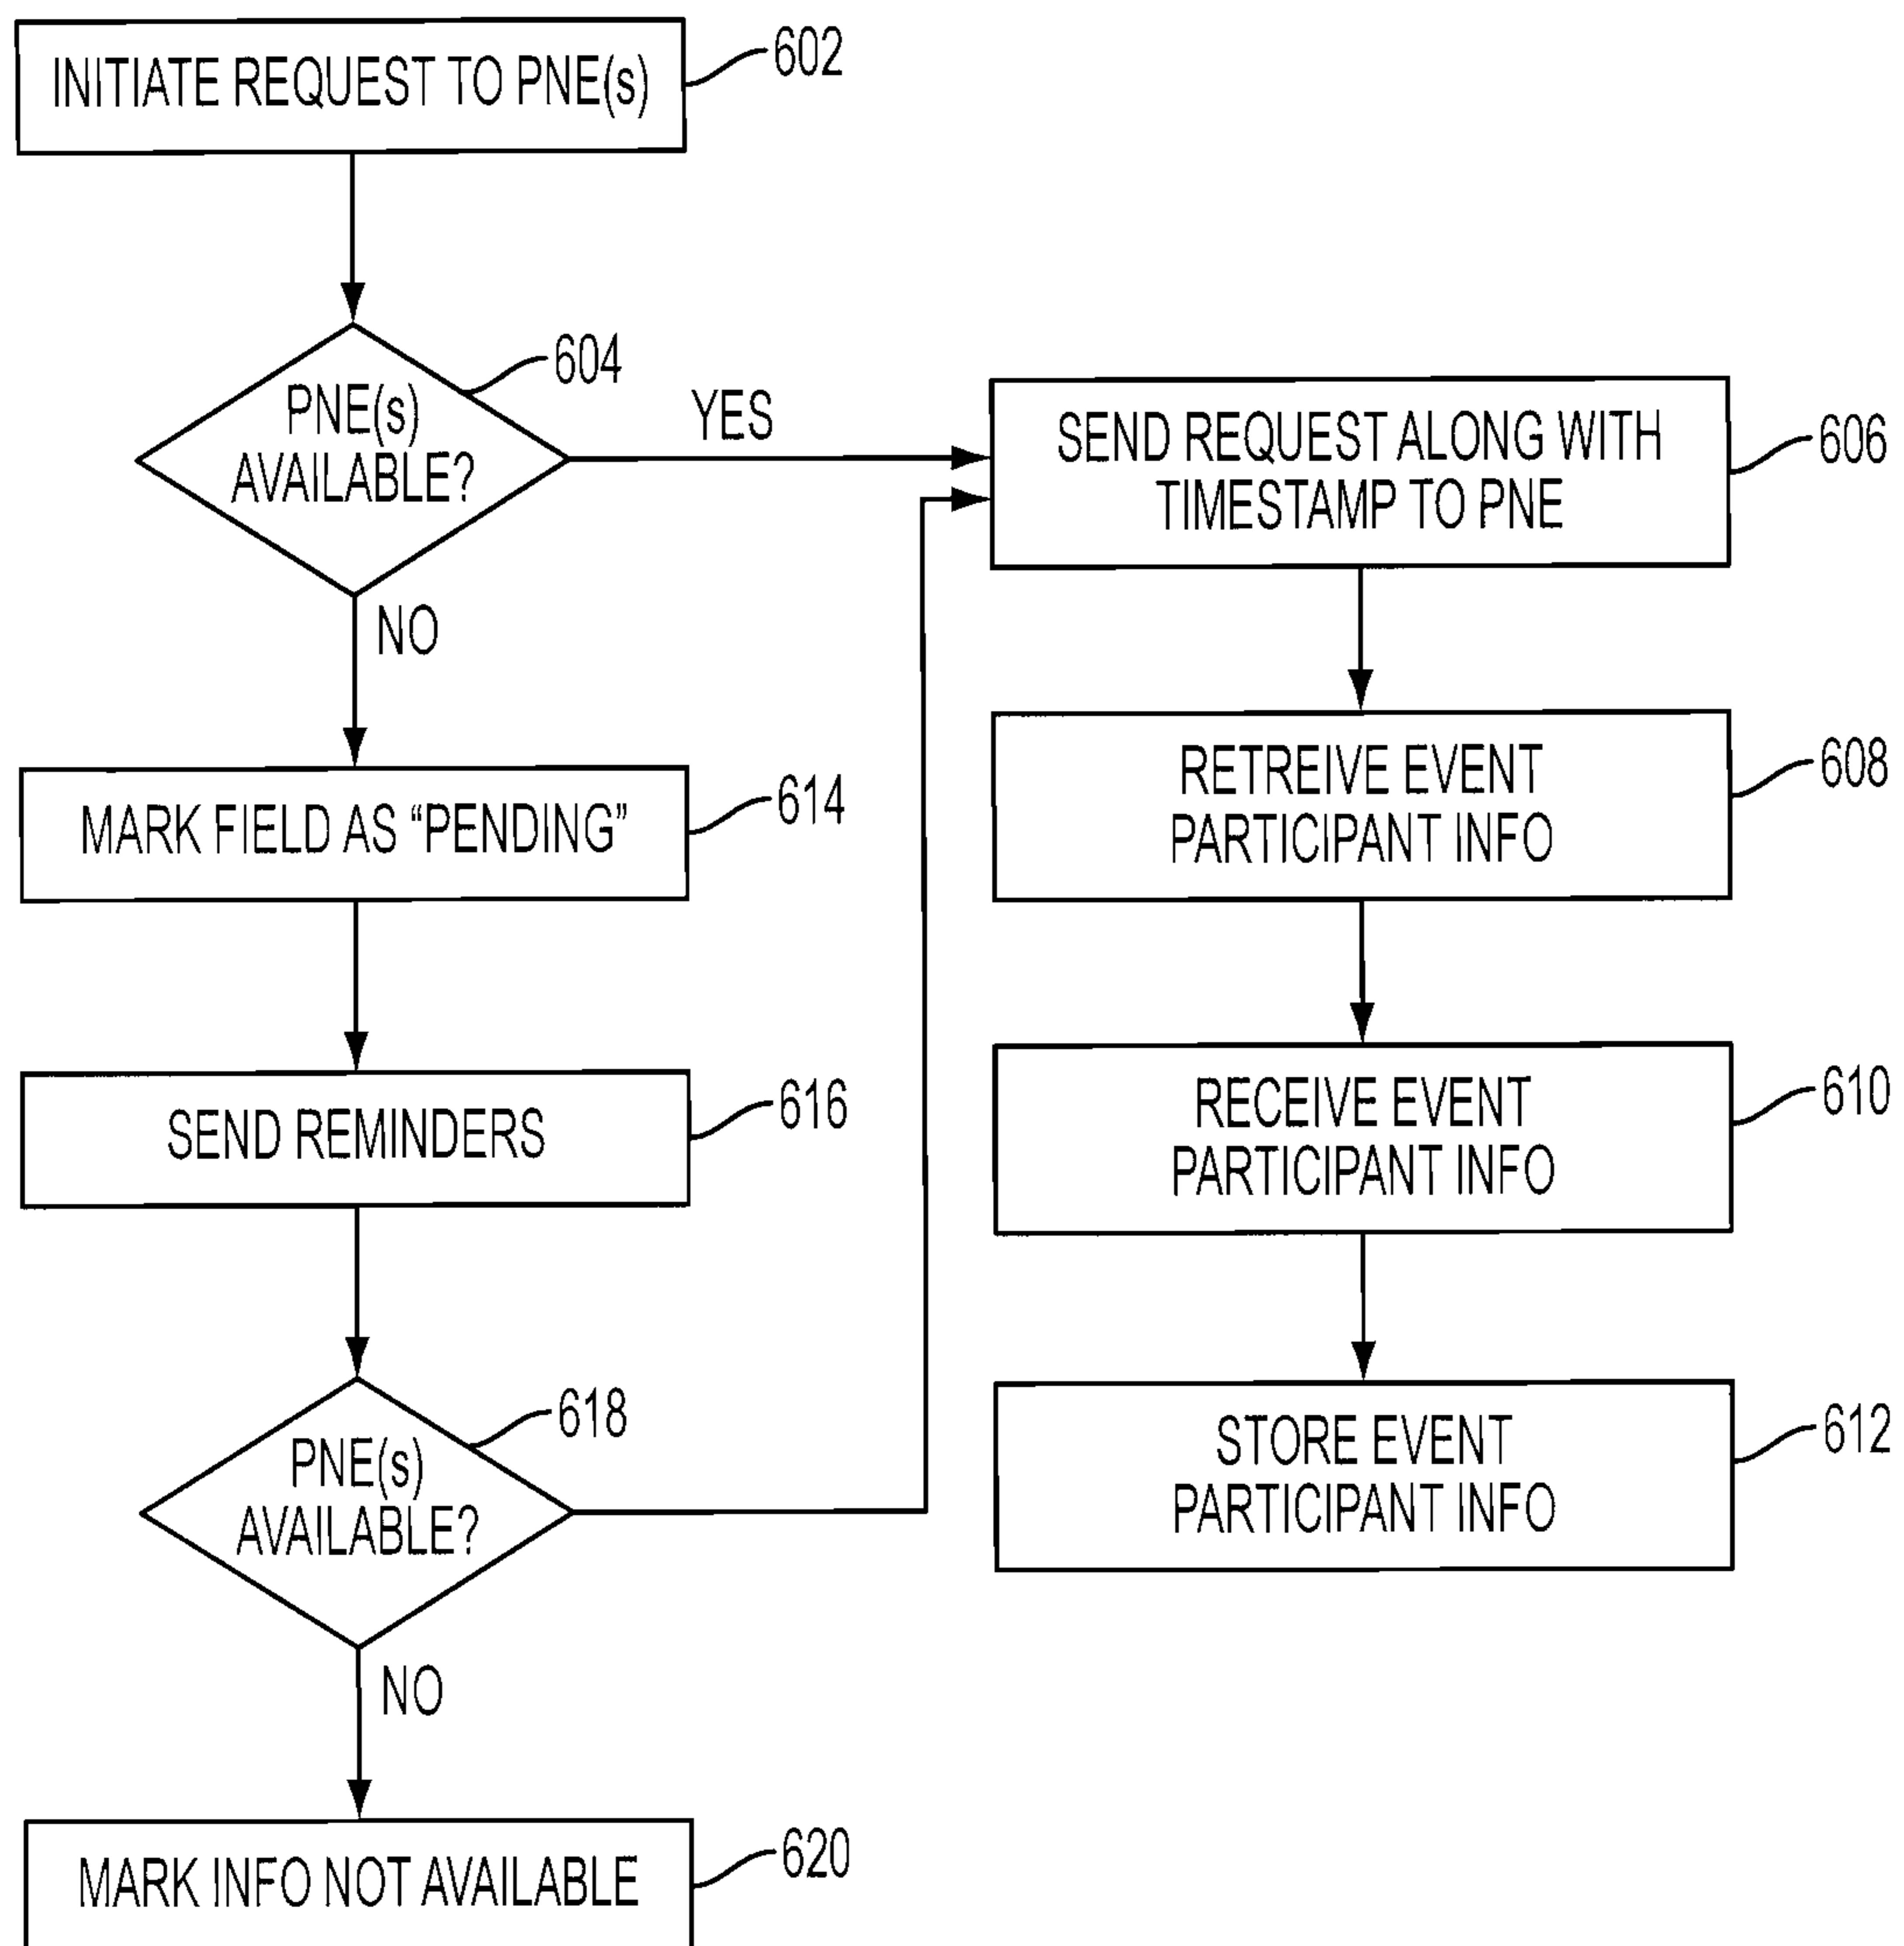 INITIATE REQUEST TO PNE(s)
602
PNE(s)
AVAILABLE?
604
YES
NO
SEND REQUEST ALONG WITH
TIMESTAMP TO PNE
606
RETREIVE EVENT
PARTICIPANT INFO
608
RECEIVE EVENT
PARTICIPANT INFO
610
STORE EVENT
PARTICIPANT INFO
612
MARK FIELD AS “PENDING”
614
SEND REMINDERS
616
PNE(s)
AVAILABLE?
618
NO
MARK INFO NOT AVAILABLE
620